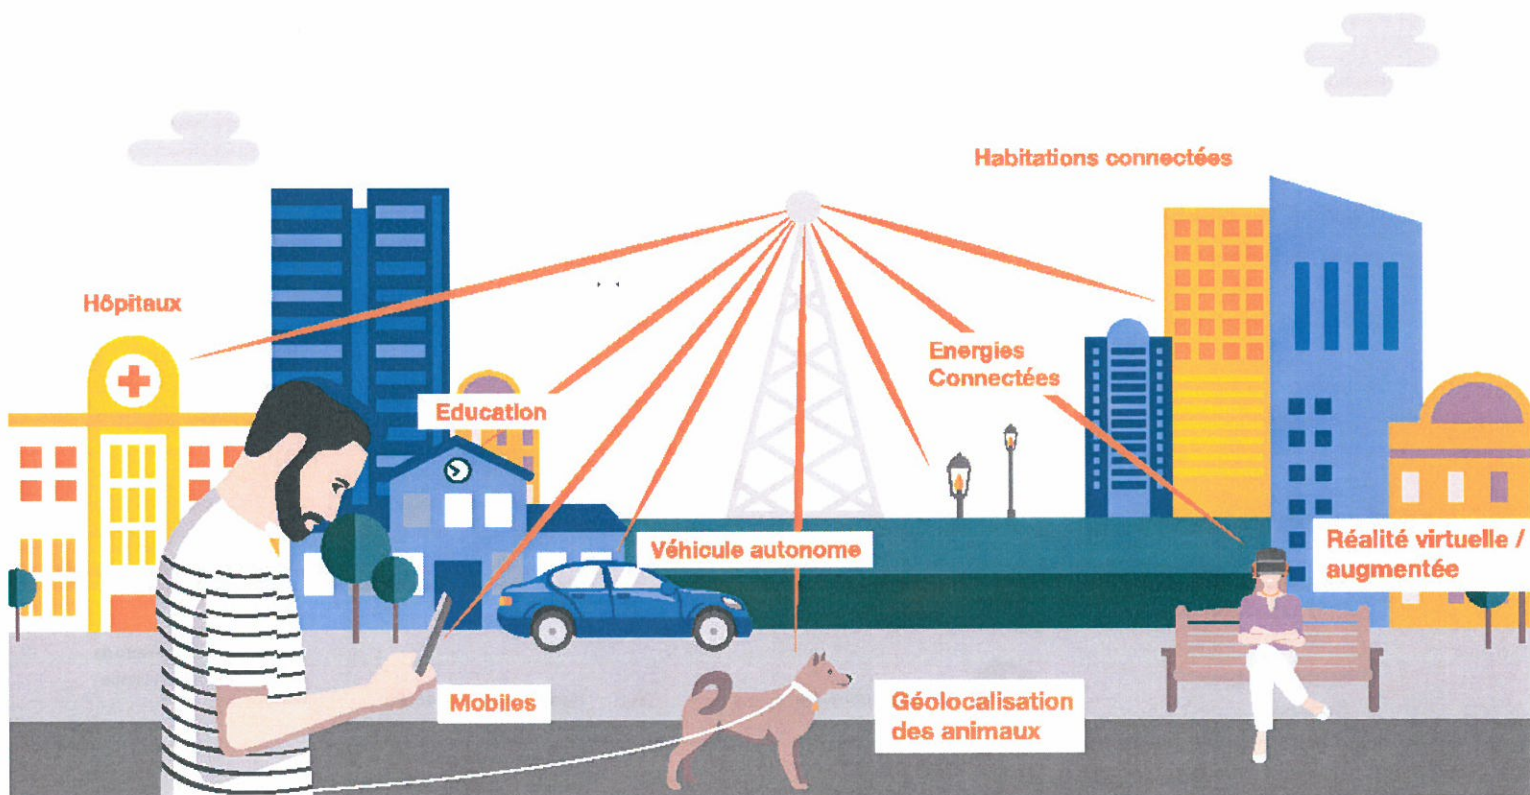 Habitations connectées
Hôpitaux
Energies
Connectées
Education
Véhicule autonome
Réalité virtuelle /
augmentée
Mobiles
Géolocalisation
des animaux